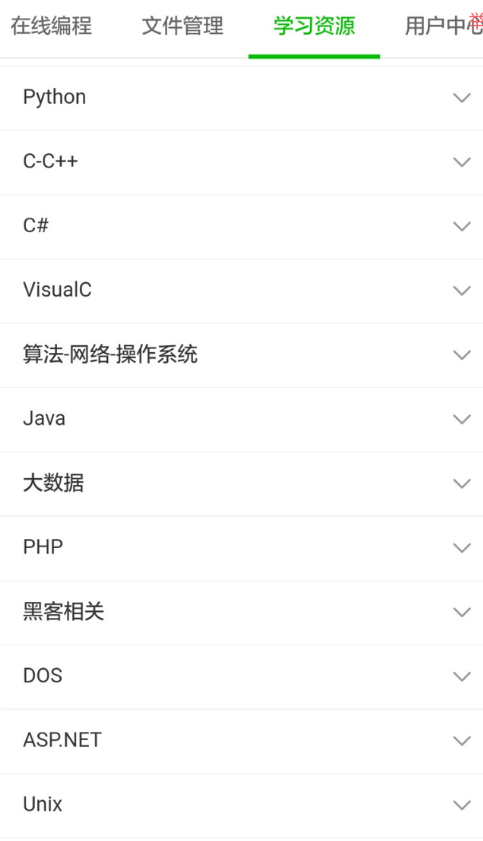 在线编程 文件管理 学习资源 用户中心
Python
C-C++
C#
VisualC
算法-网络-操作系统
Java
大数据
PHP
黑客相关
DOS
ASP.NET
Unix